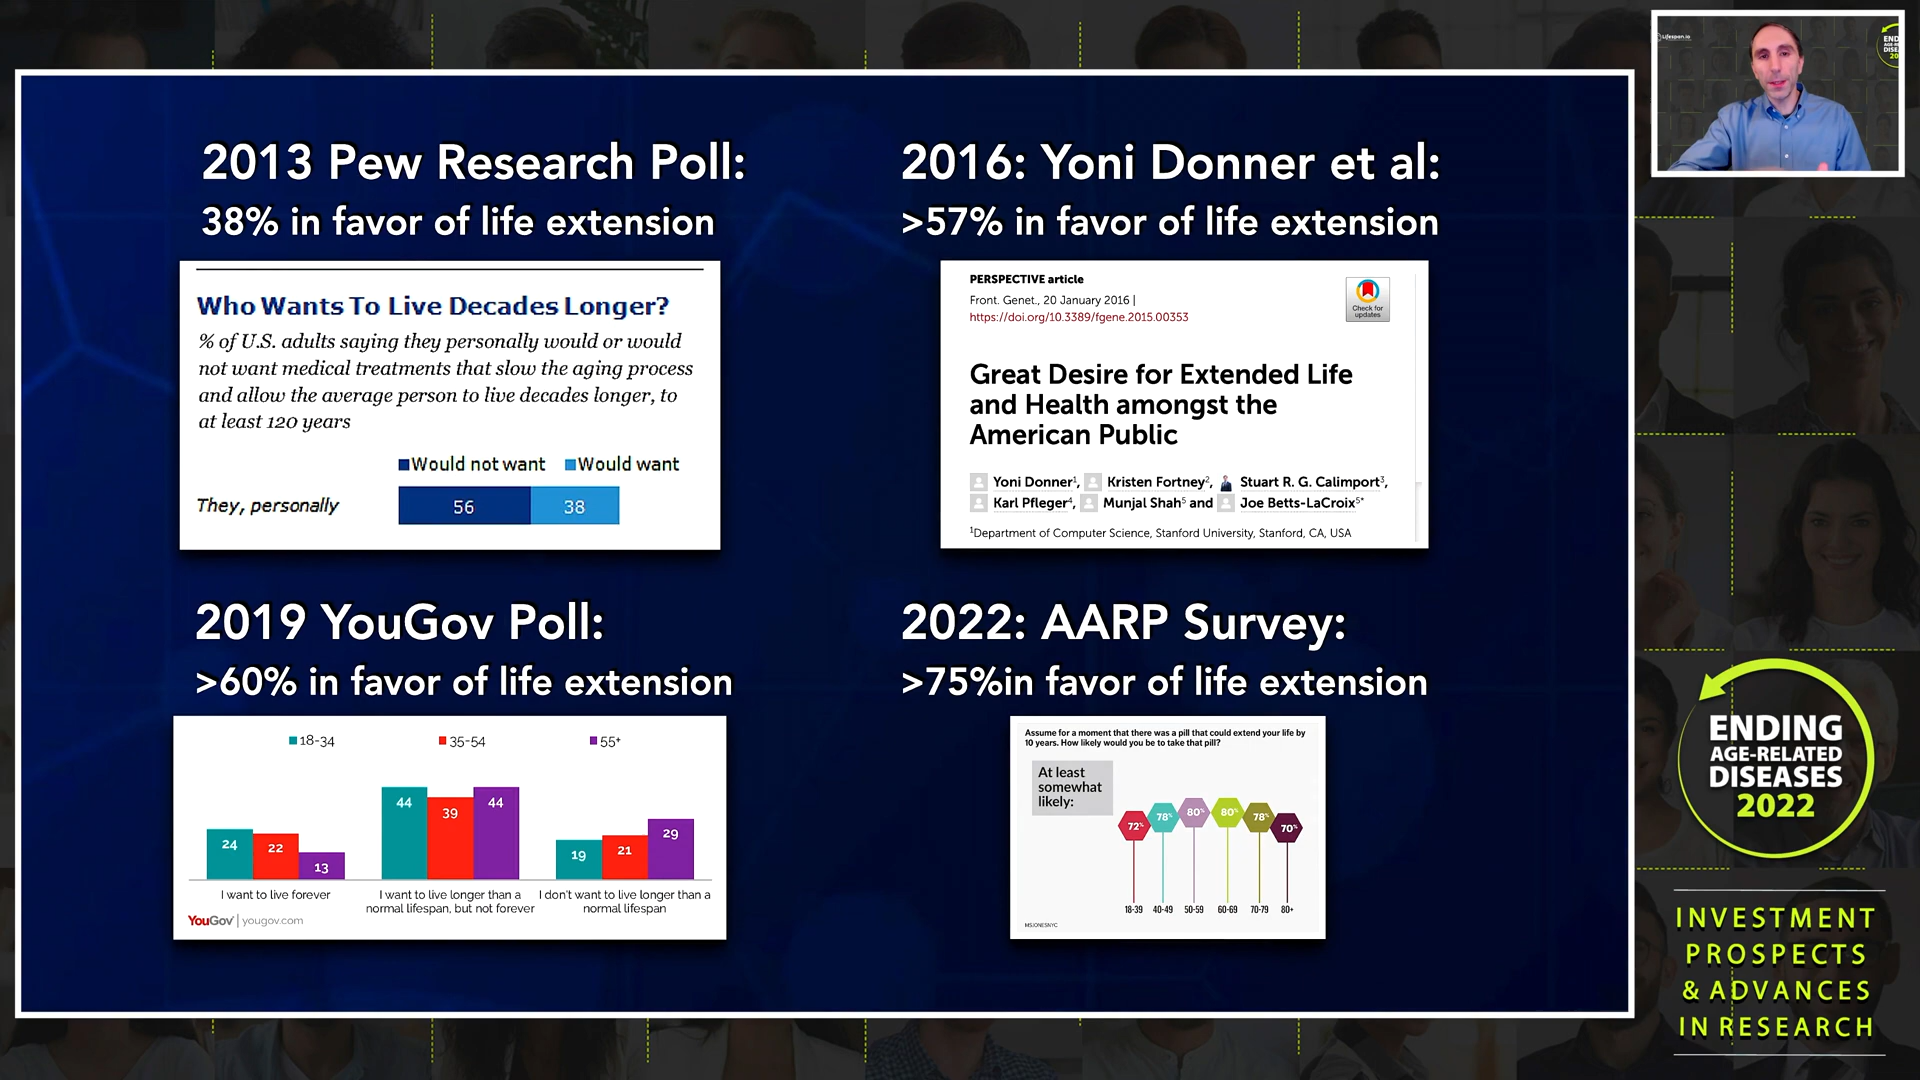 2013 Pew Research Poll:
38% in favor of life extension
Who Wants To Live Decades Longer?
% of U.S. adults saying they personally would or would
not want medical treatments that slow the aging process
and allow the average person to live decades longer, to
at least 120 years
Would not want Would want
They, personally 56 38
2016: Yoni Donner et al:
>57% in favor of life extension
PERSPECTIVE article
Front. Genet., 20 January 2016 |
https://doi.org/10.3389/fgene.2015.00353
Check for
updates
Great Desire for Extended Life
and Health amongst the
American Public
Yoni Donner¹, Kristen Fortney², Stuart R. G. Calimport³,
Karl Pfleger⁴, Munjal Shah⁵ and Joe Betts-LaCroix⁵*
¹Department of Computer Science, Stanford University, Stanford, CA, USA
2019 YouGov Poll:
>60% in favor of life extension
18-34 35-54 55+
24 22 13 44 39 44 19 21 29
I want to live forever
I want to live longer than a
normal lifespan, but not forever
I don't want to live longer than a
normal lifespan
YouGov | yougov.com
2022: AARP Survey:
>75%in favor of life extension
Assume for a moment that there was a pill that could extend your life by
10 years. How likely would you be to take that pill?
At least
somewhat
likely:
72% 78% 80% 80% 78% 70%
18-39 40-49 50-59 60-69 70-79 80+
MSJONESNYC
Lifespan.io
END
AGE-RE
DISE
20
ENDING
AGE-RELATED
DISEASES
2022
INVESTMENT
PROSPECTS
& ADVANCES
IN RESEARCH